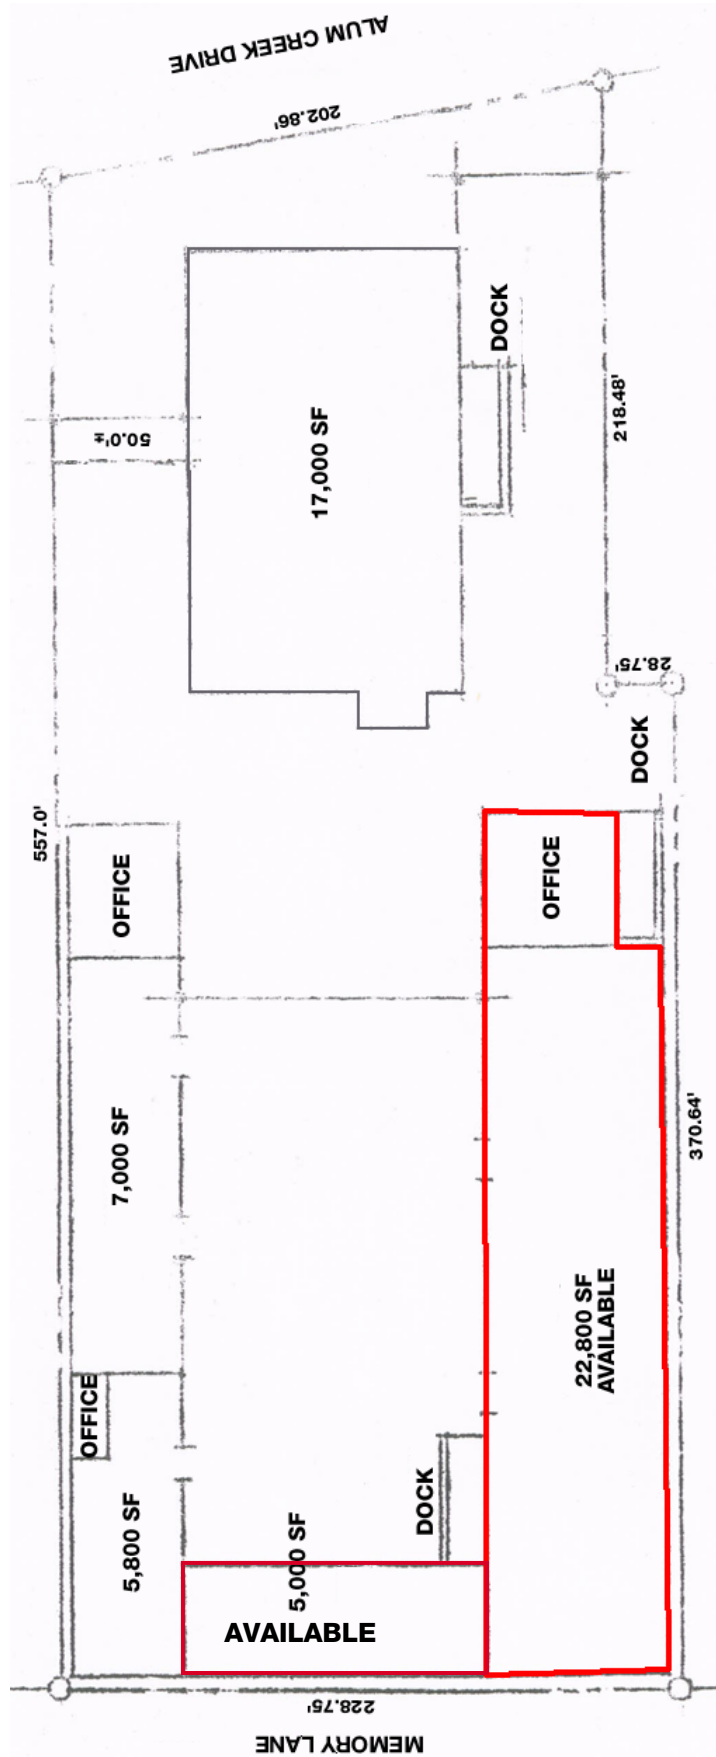 ALUM CREEK DRIVE
202.86'
DOCK
50.0'±
17,000 SF
218.48'
28.75'
DOCK
557.0'
OFFICE
OFFICE
7,000 SF
370.64'
22,800 SF
AVAILABLE
OFFICE
5,800 SF
DOCK
5,000 SF
AVAILABLE
228.75'
MEMORY LANE